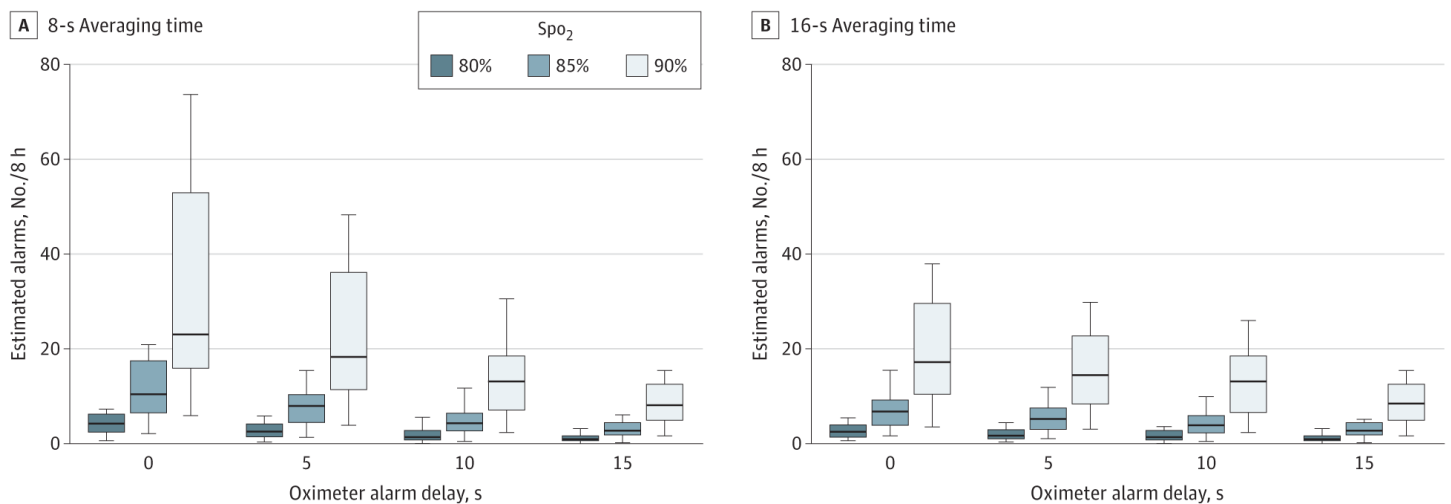 A 8-s Averaging time
Spo₂
80% 85% 90%
Estimated alarms, No./8 h
80
60
40
20
0
0 5 10 15
Oximeter alarm delay, s
B 16-s Averaging time
Estimated alarms, No./8 h
80
60
40
20
0
0 5 10 15
Oximeter alarm delay, s